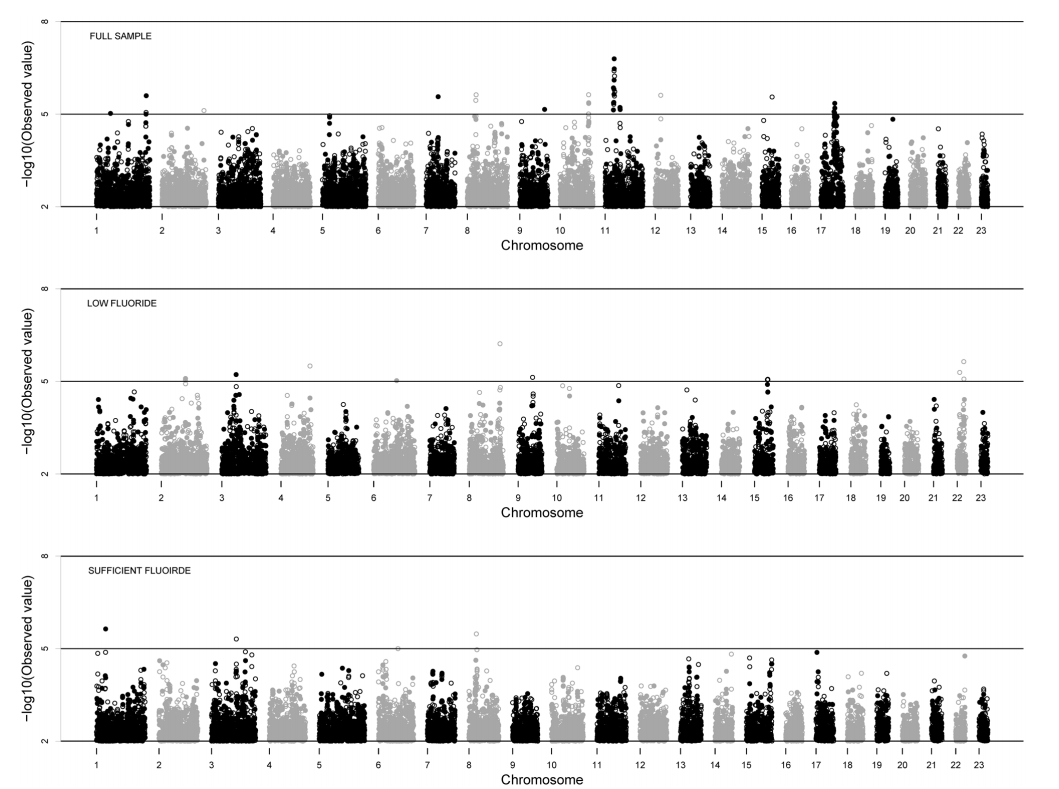 8
FULL SAMPLE
5
2
−log10(Observed value)
1 2 3 4 5 6 7 8 9 10 11 12 13 14 15 16 17 18 19 20 21 22 23
Chromosome
8
LOW FLUORIDE
5
2
−log10(Observed value)
1 2 3 4 5 6 7 8 9 10 11 12 13 14 15 16 17 18 19 20 21 22 23
Chromosome
8
SUFFICIENT FLUOIRDE
5
2
−log10(Observed value)
1 2 3 4 5 6 7 8 9 10 11 12 13 14 15 16 17 18 19 20 21 22 23
Chromosome